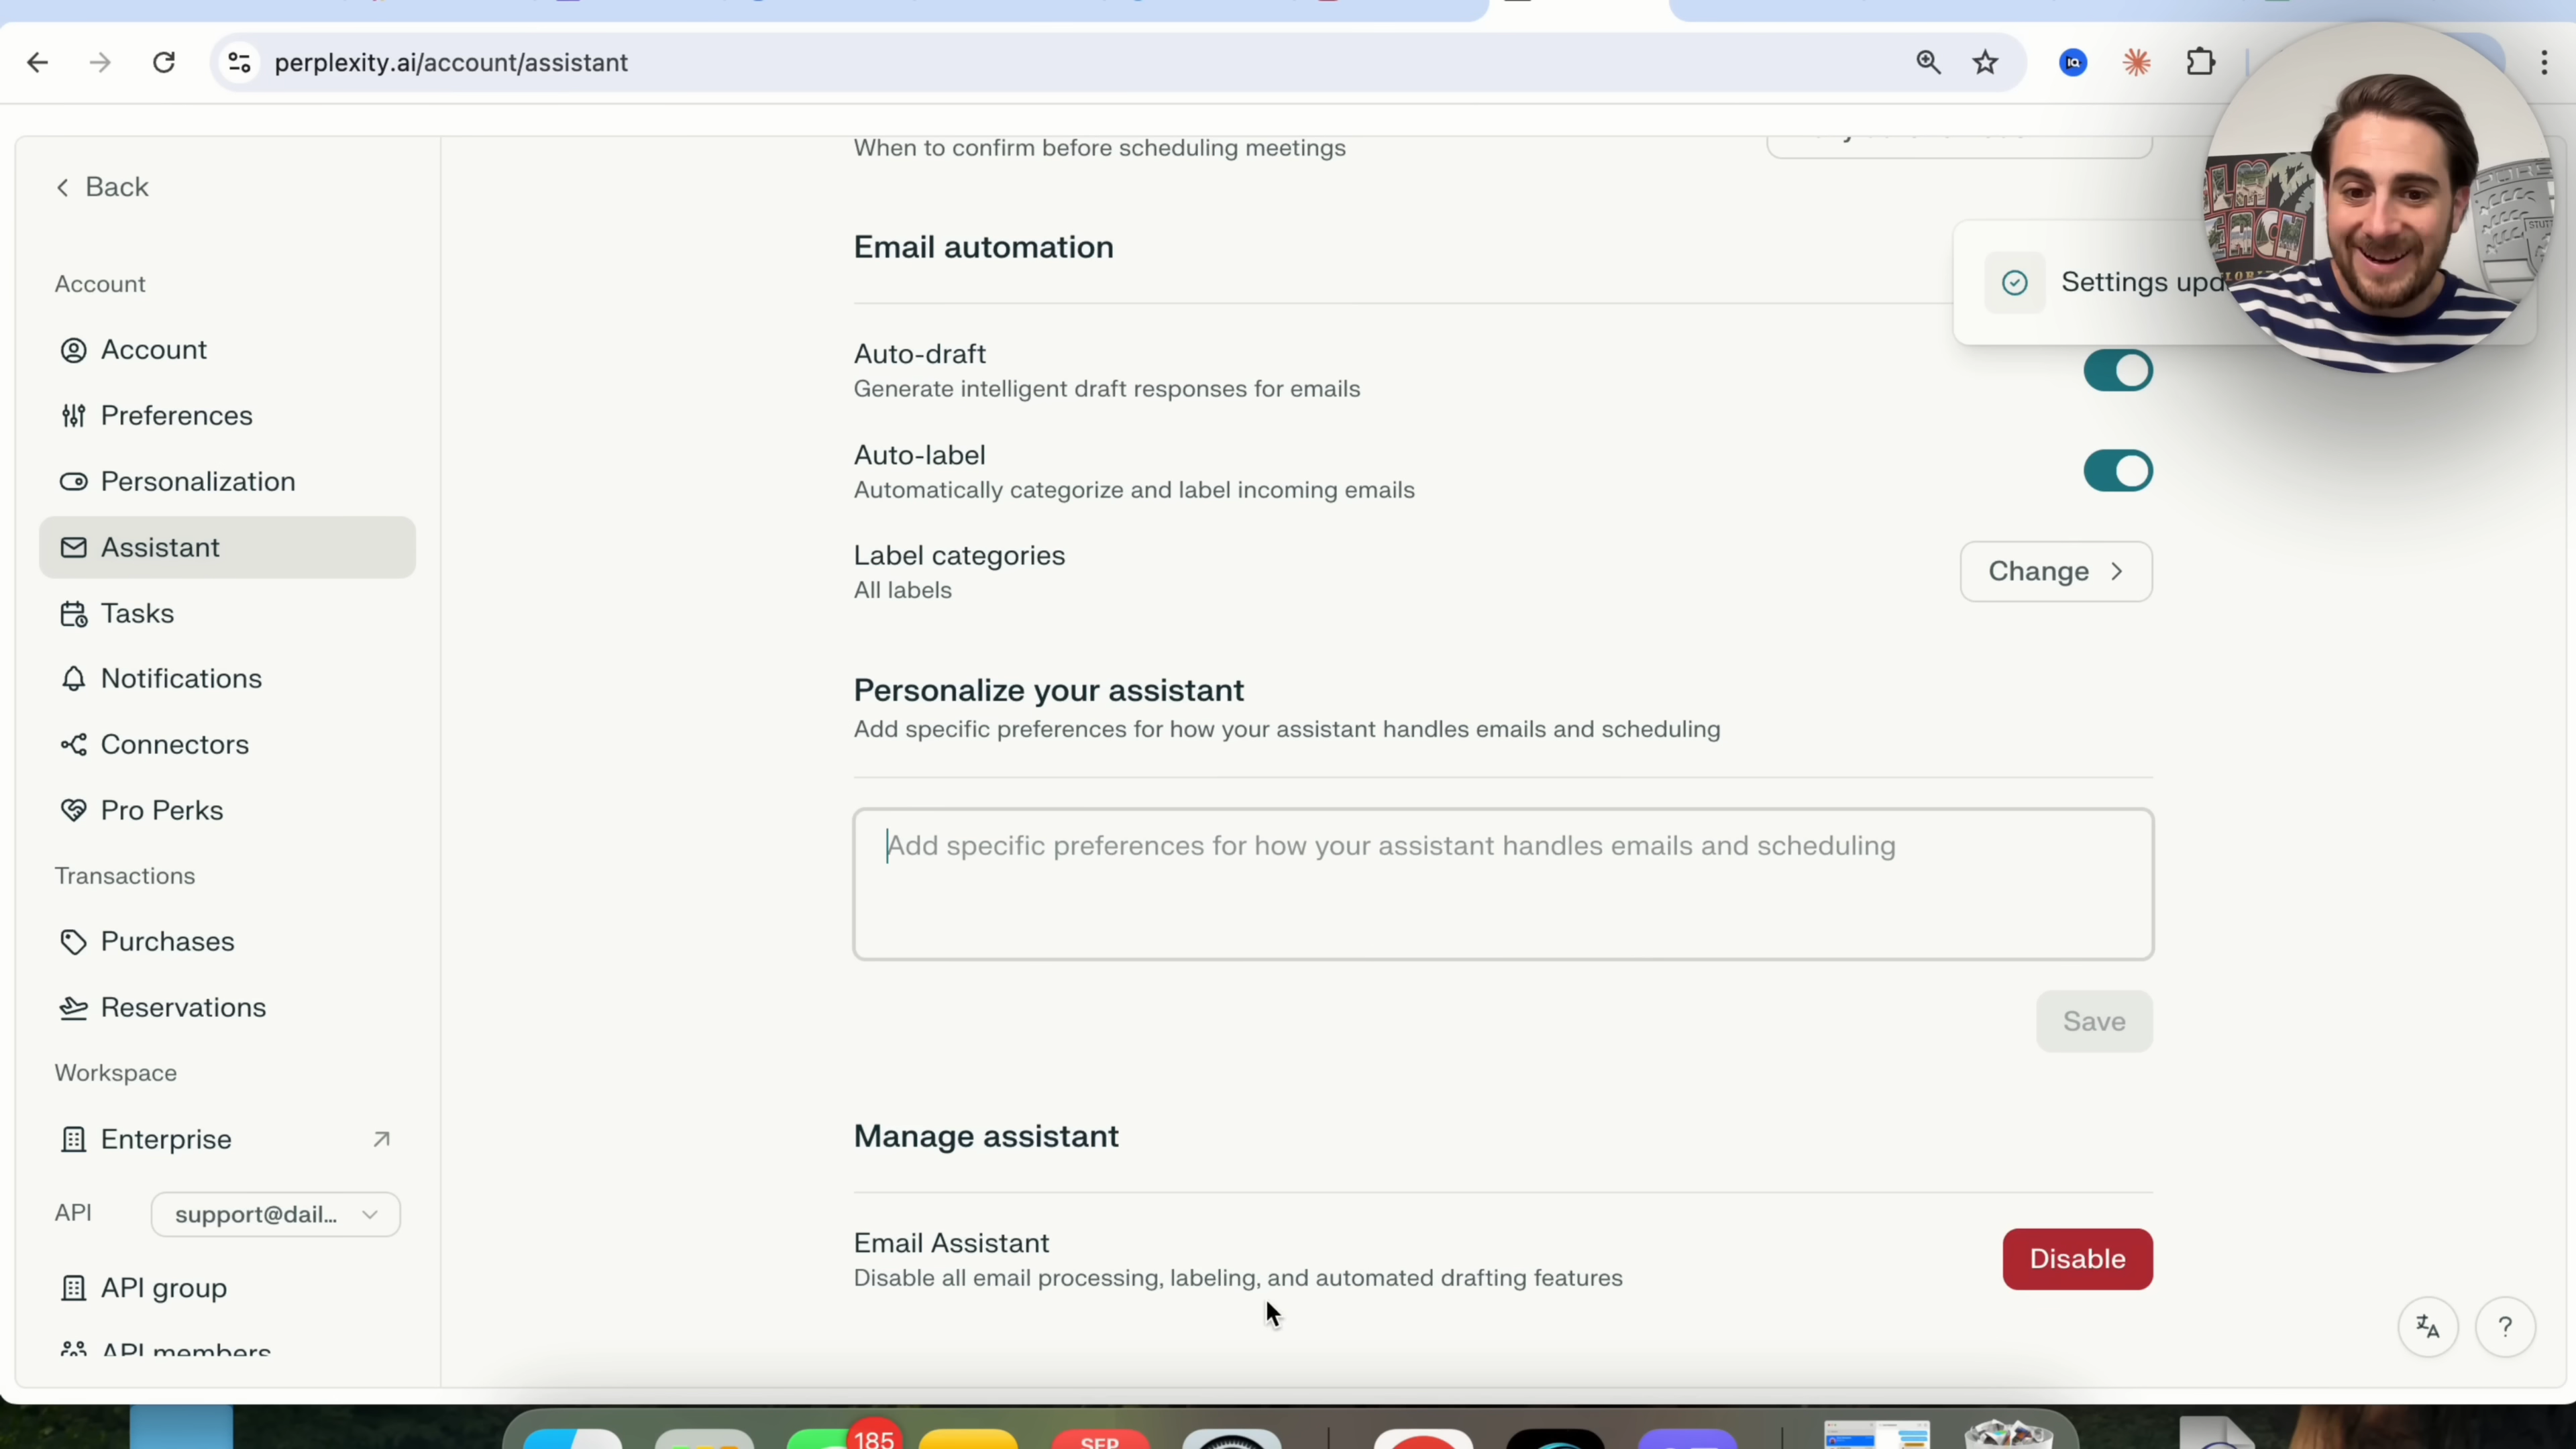 perplexity.ai/account/assistant
Back
Account
Account
Preferences
Personalization
Assistant
Tasks
Notifications
Connectors
Pro Perks
Transactions
Purchases
Reservations
Workspace
Enterprise
API
support@dail...
API group
API members
When to confirm before scheduling meetings
Email automation
Settings upd
Auto-draft
Generate intelligent draft responses for emails
Auto-label
Automatically categorize and label incoming emails
Label categories
All labels
Change
Personalize your assistant
Add specific preferences for how your assistant handles emails and scheduling
Add specific preferences for how your assistant handles emails and scheduling
Save
Manage assistant
Email Assistant
Disable all email processing, labeling, and automated drafting features
Disable
?
185
SEP